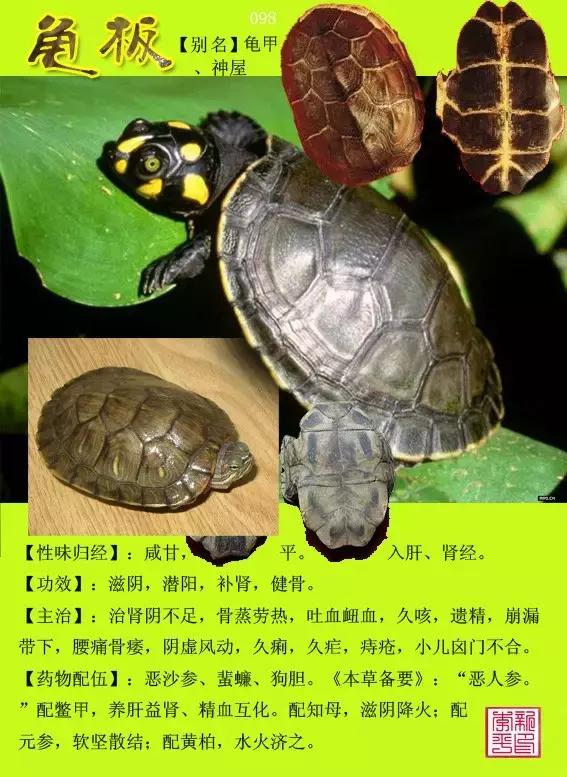 098
龟板
【别名】龟甲
、神屋
【性味归经】：咸甘， 平。 入肝、肾经。
【功效】：滋阴，潜阳，补肾，健骨。
【主治】：治肾阴不足，骨蒸劳热，吐血衄血，久咳，遗精，崩漏
带下，腰痛骨痿，阴虚风动，久痢，久疟，痔疮，小儿囟门不合。
【药物配伍】：恶沙参、蜚蠊、狗胆。《本草备要》：“恶人参。
”配鳖甲，养肝益肾、精血互化。配知母，滋阴降火；配
元参，软坚散结；配黄柏，水火济之。